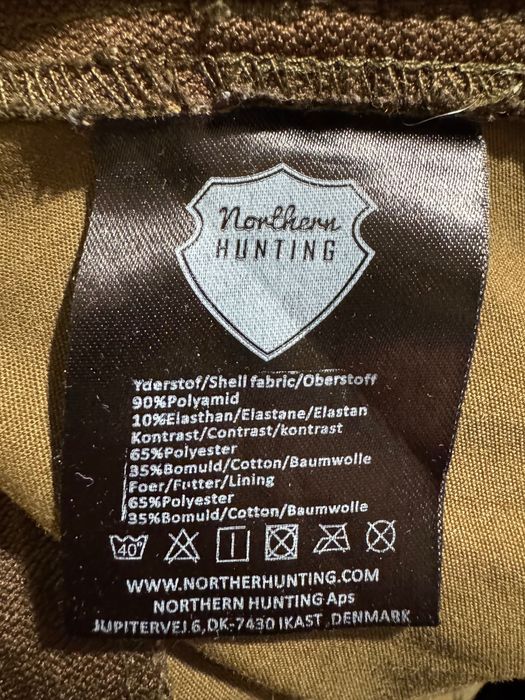 Northern
HUNTING
Yderstof/Shell fabric/Oberstoff
90%Polyamid
10%Elasthan/Elastane/Elastan
Kontrast/Contrast/kontrast
65%Polyester
35%Bomuld/Cotton/Baumwolle
Foer/Futter/Lining
65%Polyester
35%Bomuld/Cotton/Baumwolle
40°
WWW.NORTHERHUNTING.COM
NORTHERN HUNTING Aps
JUPITERVEJ 6,DK-7430 IKAST ,DENMARK